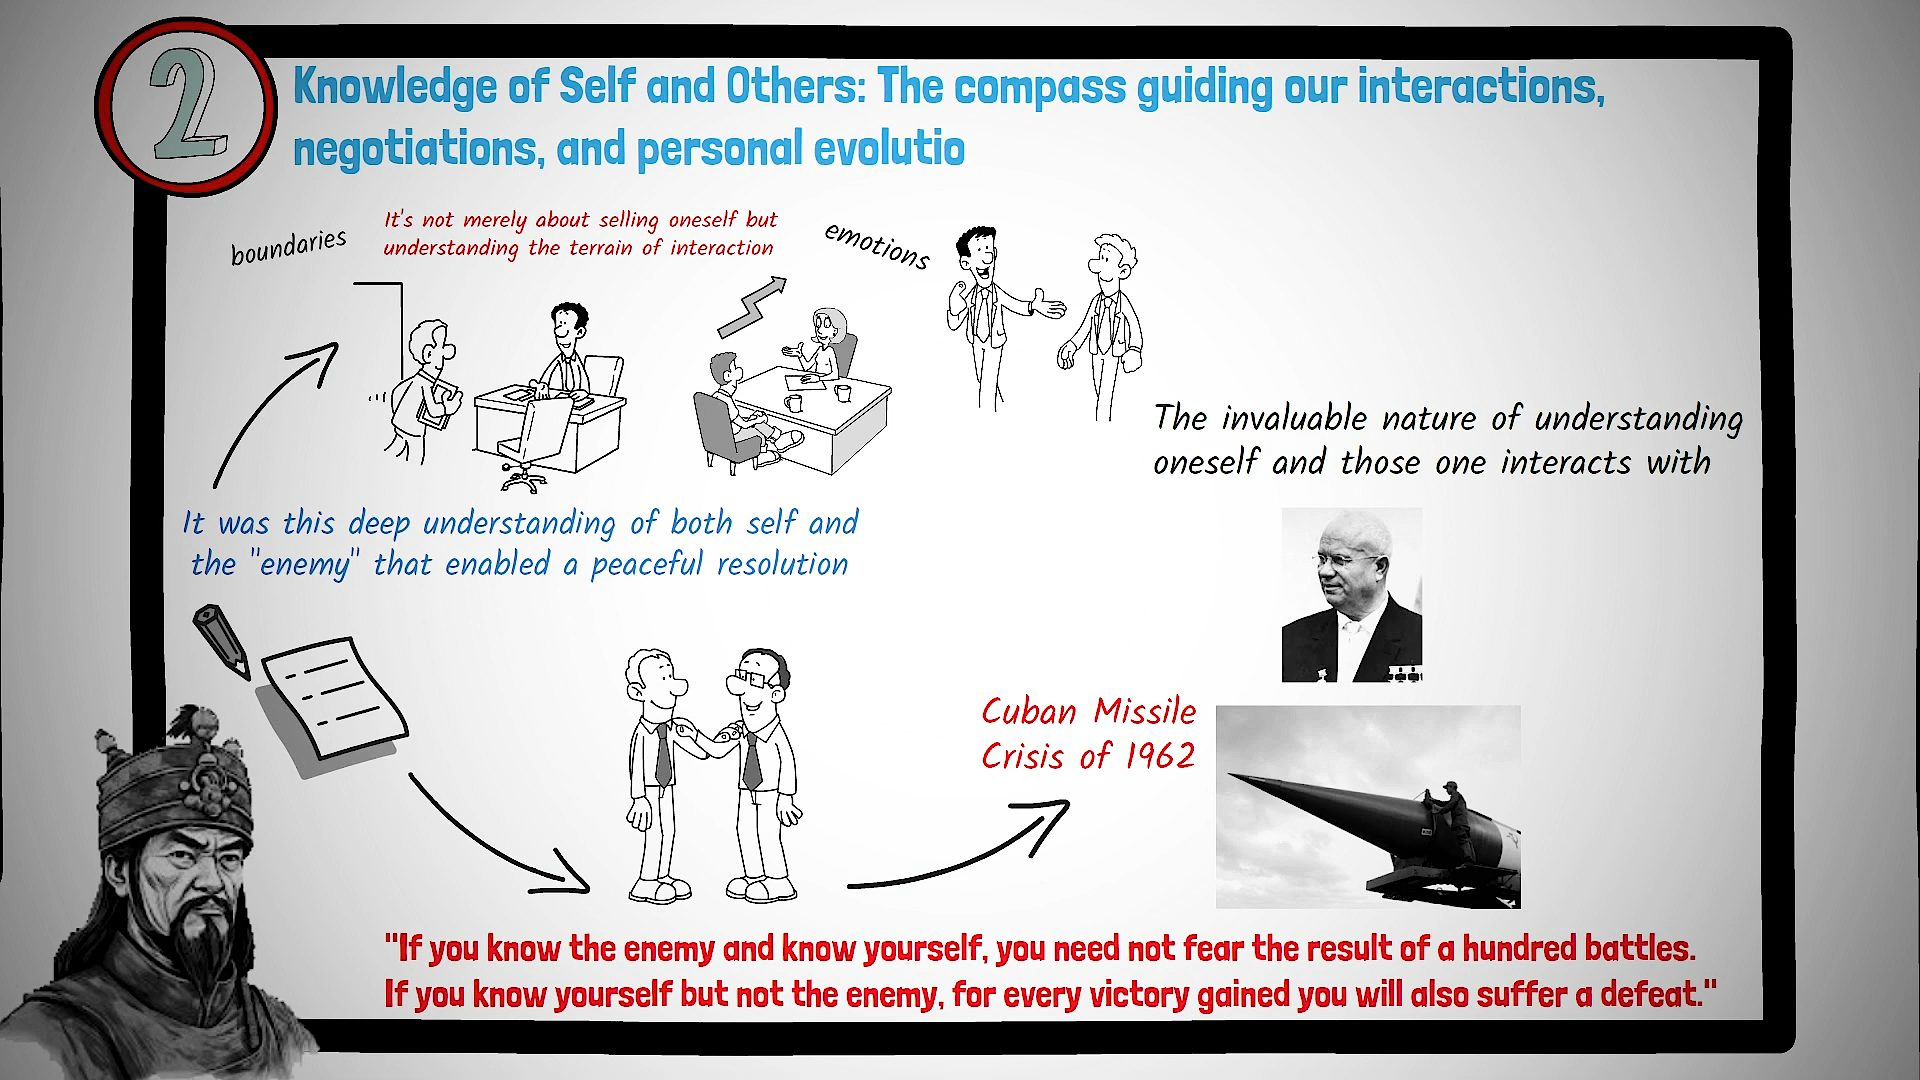 2
Knowledge of Self and Others: The compass guiding our interactions,
negotiations, and personal evolutio
boundaries
It's not merely about selling oneself but
understanding the terrain of interaction
emotions
The invaluable nature of understanding
oneself and those one interacts with
It was this deep understanding of both self and
the "enemy" that enabled a peaceful resolution
Cuban Missile
Crisis of 1962
"If you know the enemy and know yourself, you need not fear the result of a hundred battles.
If you know yourself but not the enemy, for every victory gained you will also suffer a defeat."